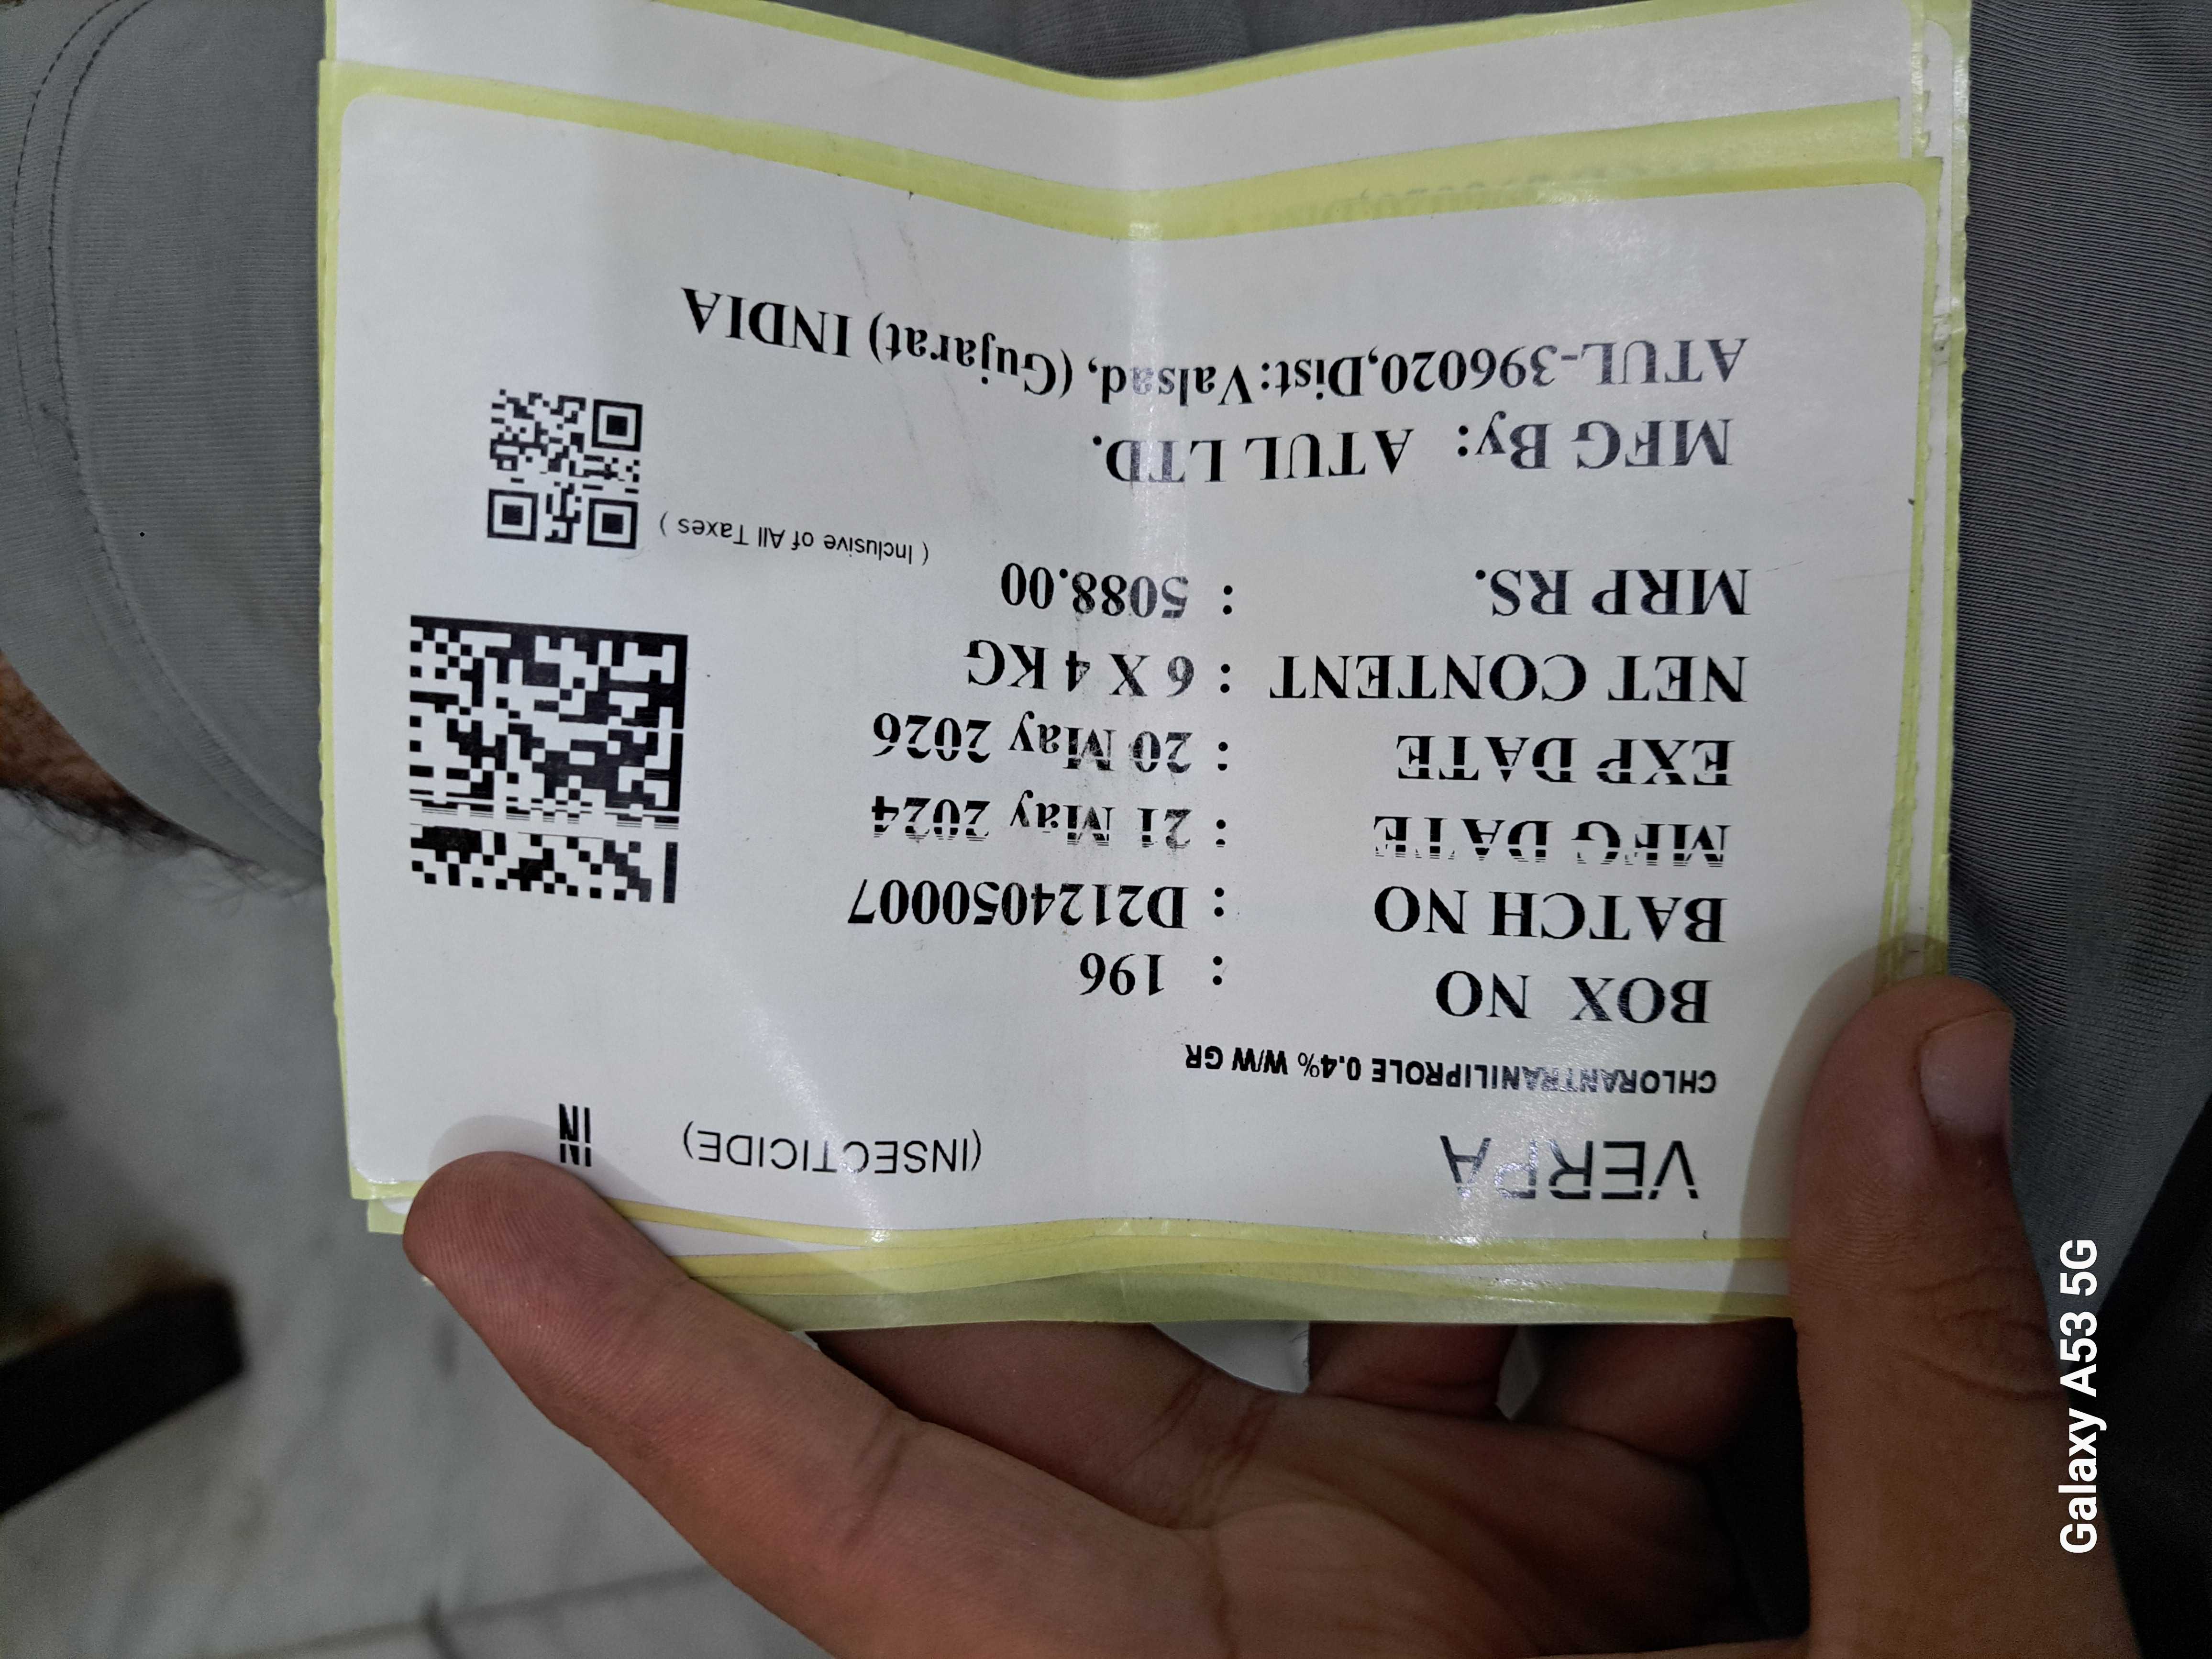 VERPA (INSECTICIDE) IN
IN
CHLORANTRANILIPROLE 0.4% W/W GR
BOX NO : 196
BATCH NO : D2124050007
MFG DATE : 21 May 2024
EXP DATE : 20 May 2026
NET CONTENT : 6 X 4 KG
MRP RS. : 5088.00
( Inclusive of All Taxes )
MFG By: ATUL LTD.
ATUL-396020,Dist:Valsad, (Gujarat) INDIA
Galaxy A53 5G